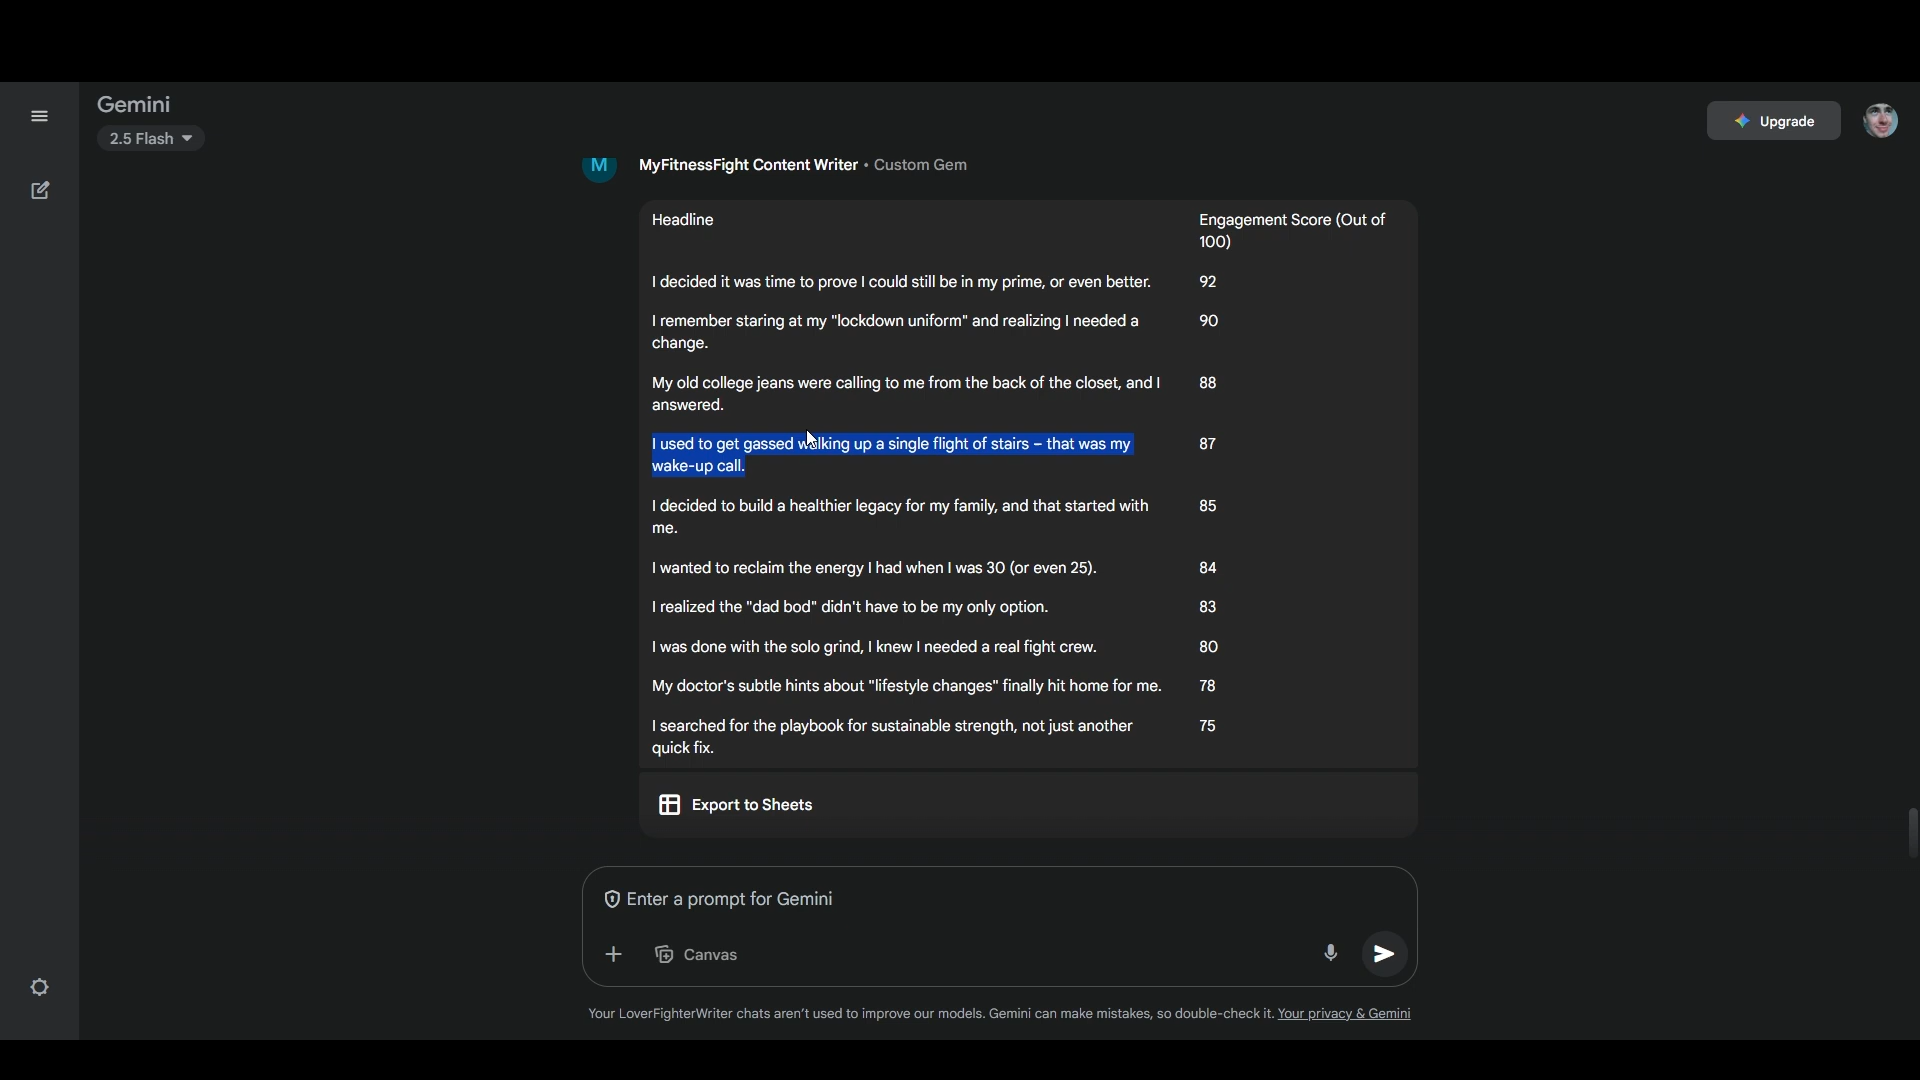 Gemini
2.5 Flash
Upgrade
M
MyFitnessFight Content Writer • Custom Gem
Headline
Engagement Score (Out of
100)
I decided it was time to prove I could still be in my prime, or even better.
92
I remember staring at my "lockdown uniform" and realizing I needed a
change.
90
My old college jeans were calling to me from the back of the closet, and I
answered.
88
I used to get gassed walking up a single flight of stairs – that was my
wake-up call.
87
I decided to build a healthier legacy for my family, and that started with
me.
85
I wanted to reclaim the energy I had when I was 30 (or even 25).
84
I realized the "dad bod" didn't have to be my only option.
83
I was done with the solo grind, I knew I needed a real fight crew.
80
My doctor's subtle hints about "lifestyle changes" finally hit home for me.
78
I searched for the playbook for sustainable strength, not just another
quick fix.
75
Export to Sheets
Enter a prompt for Gemini
Canvas
Your LoverFighterWriter chats aren't used to improve our models. Gemini can make mistakes, so double-check it. Your privacy & Gemini